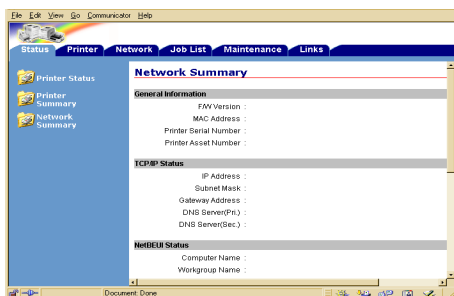 File Edit View Go Communicator Help
Status Printer Network Job List Maintenance Links
Printer Status
Printer Summary
Network Summary
Network Summary
General Information
F/W Version :
MAC Address :
Printer Serial Number :
Printer Asset Number :
TCP/IP Status
IP Address :
Subnet Mask :
Gateway Address :
DNS Server(Pri.) :
DNS Server(Sec.) :
NetBEUI Status
Computer Name :
Workgroup Name :
Document: Done